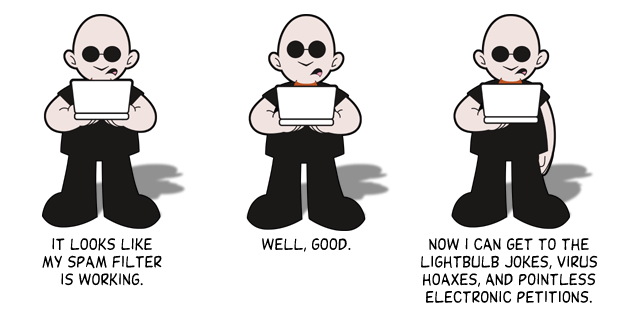 IT LOOKS LIKE
MY SPAM FILTER
IS WORKING.
WELL, GOOD.
NOW I CAN GET TO THE
LIGHTBULB JOKES, VIRUS
HOAXES, AND POINTLESS
ELECTRONIC PETITIONS.